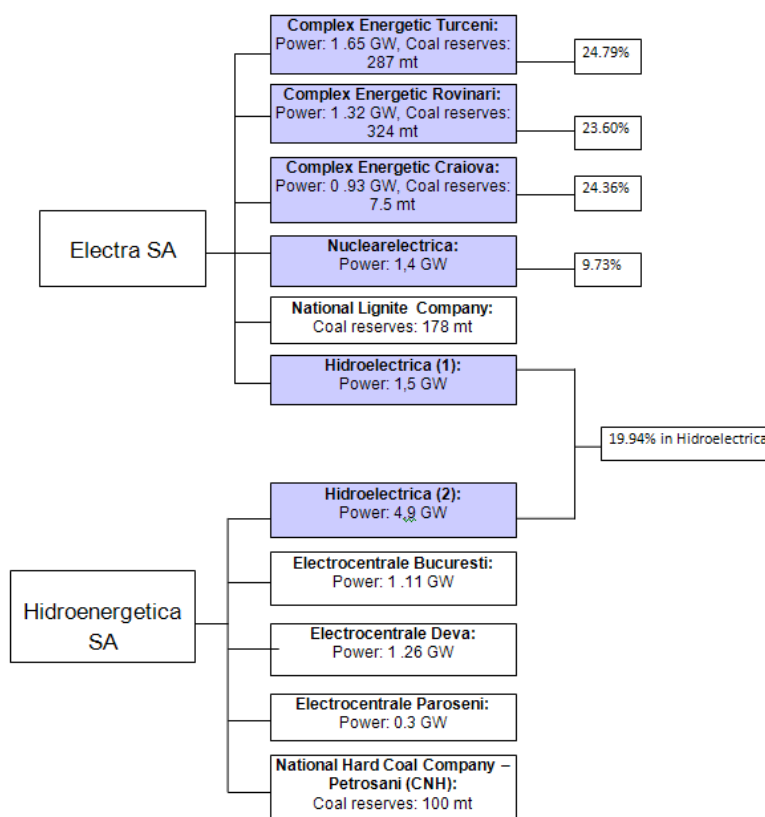 Complex Energetic Turceni:
Power: 1 .65 GW, Coal reserves:
287 mt
24.79%
Complex Energetic Rovinari:
Power: 1 .32 GW, Coal reserves:
324 mt
23.60%
Complex Energetic Craiova:
Power: 0 .93 GW, Coal reserves:
7.5 mt
24.36%
Electra SA
Nuclearelectrica:
Power: 1,4 GW
9.73%
National Lignite Company:
Coal reserves: 178 mt
Hidroelectrica (1):
Power: 1,5 GW
19.94% in Hidroelectrica
Hidroelectrica (2):
Power: 4,9 GW
Electrocentrale Bucuresti:
Power: 1 .11 GW
Hidroenergetica
SA
Electrocentrale Deva:
Power: 1 .26 GW
Electrocentrale Paroseni:
Power: 0.3 GW
National Hard Coal Company –
Petrosani (CNH):
Coal reserves: 100 mt